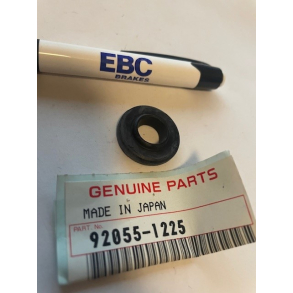 EBC
BRAKES
GENUINE PARTS
MADE IN JAPAN
PART No.
92055-1225